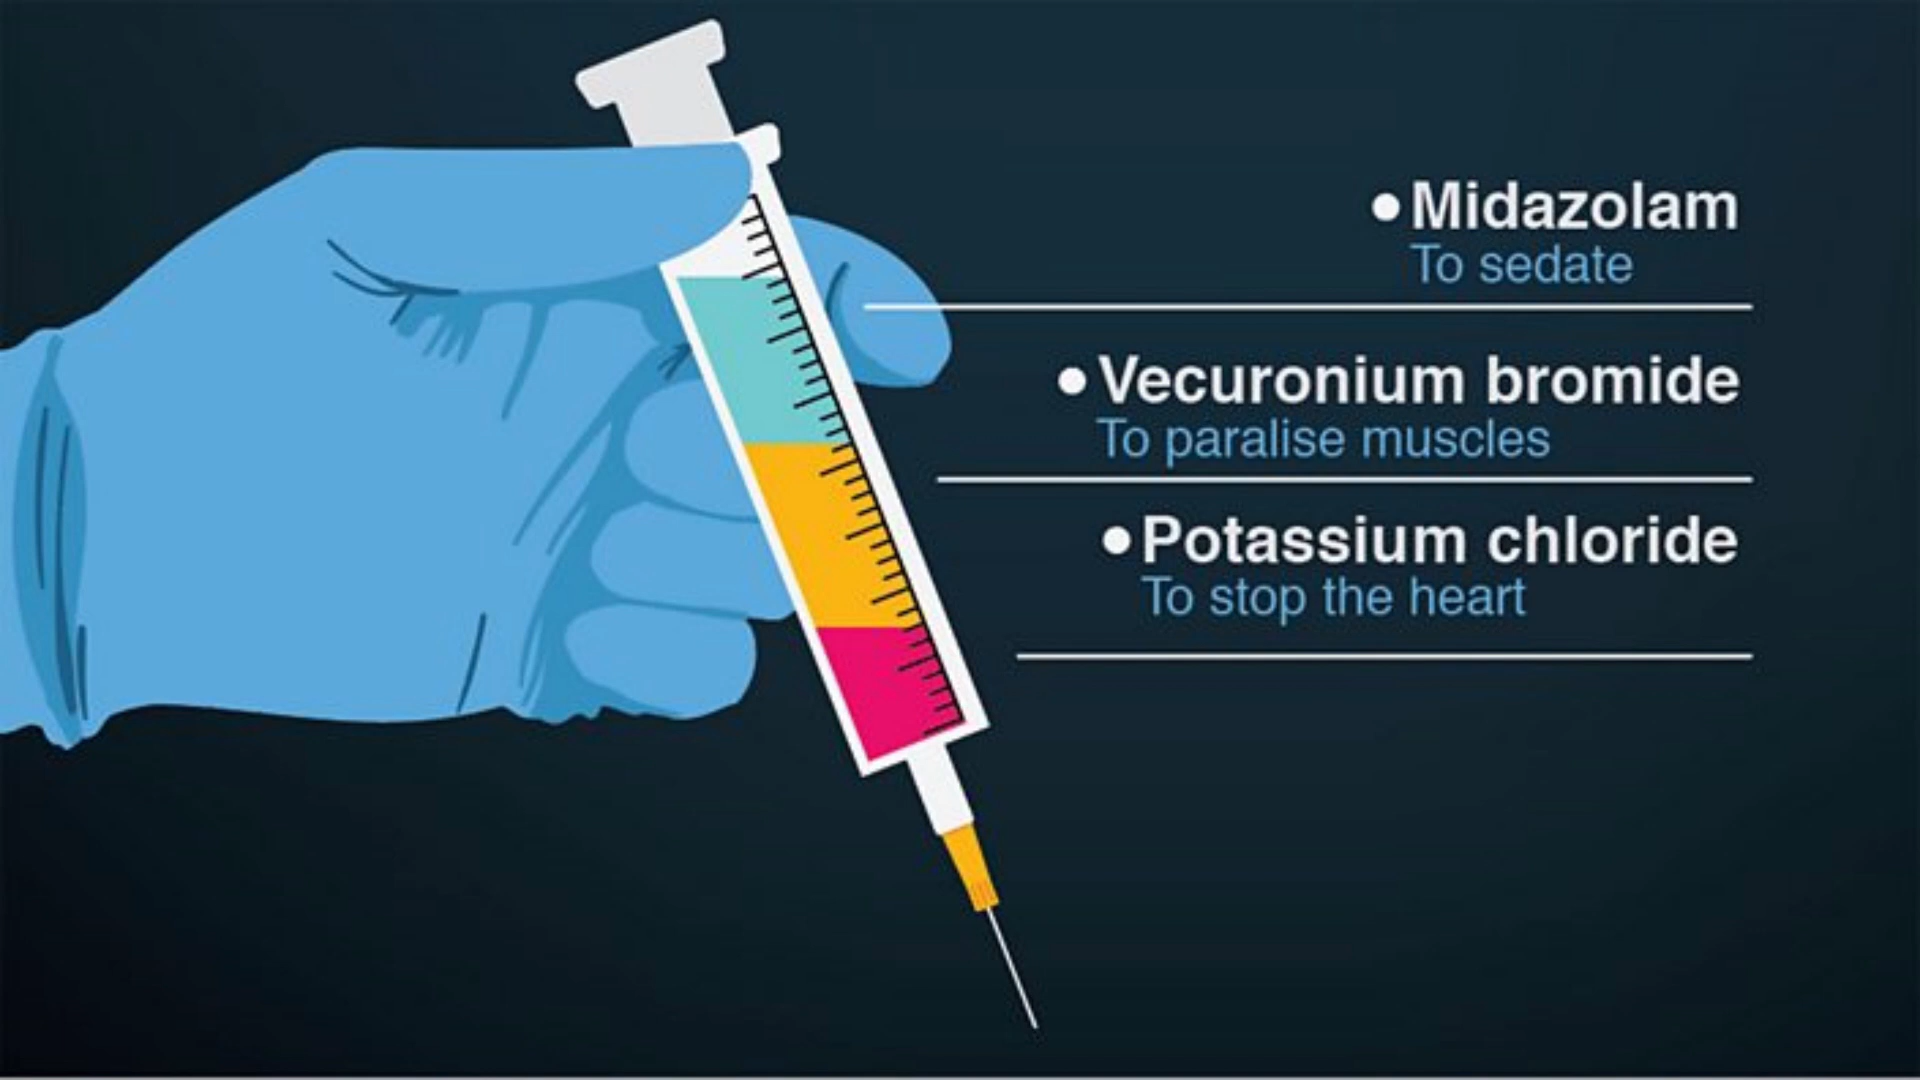 • Midazolam
To sedate
• Vecuronium bromide
To paralise muscles
• Potassium chloride
To stop the heart